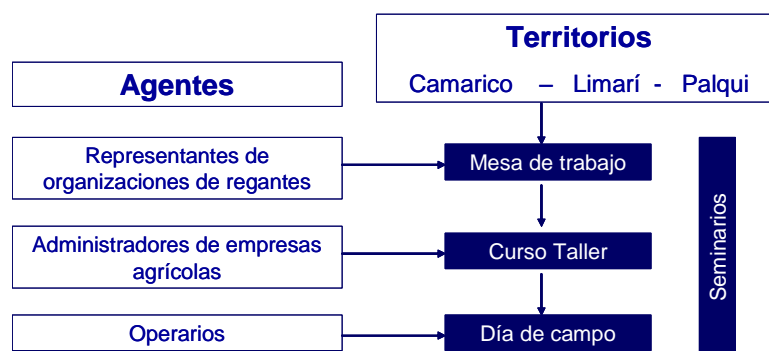 Territorios
Camarico – Limarí - Palqui
Agentes
Representantes de
organizaciones de regantes
Mesa de trabajo
Administradores de empresas
agrícolas
Curso Taller
Operarios
Día de campo
Seminarios